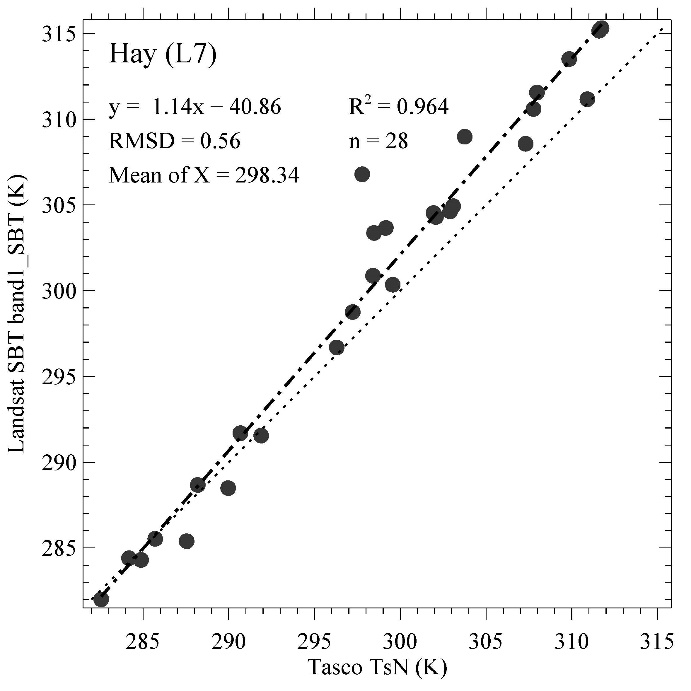 Hay (L7)
y = 1.14x − 40.86 R² = 0.964
RMSD = 0.56 n = 28
Mean of X = 298.34
Landsat SBT band1_SBT (K)
315
310
305
300
295
290
285
285 290 295 300 305 310 315
Tasco TsN (K)